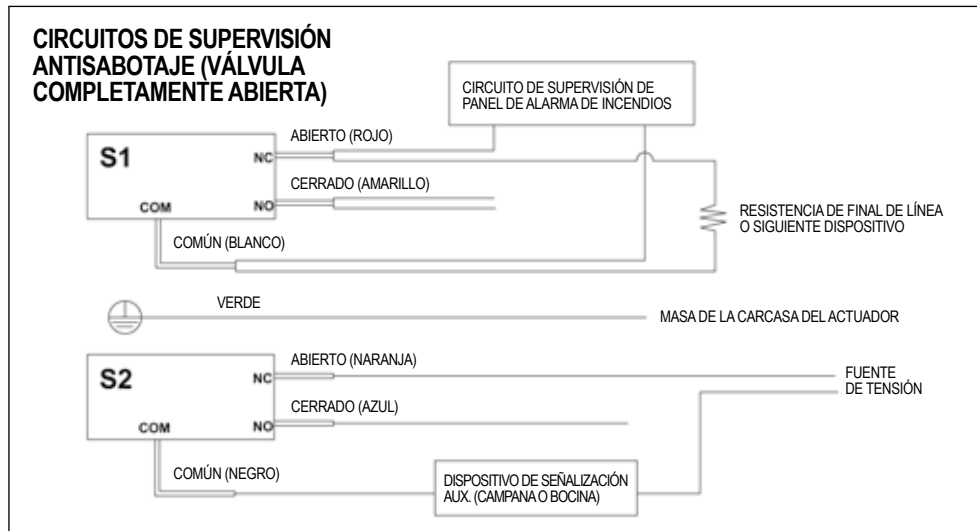 CIRCUITOS DE SUPERVISIÓN
ANTISABOTAJE (VÁLVULA
COMPLETAMENTE ABIERTA)
CIRCUITO DE SUPERVISIÓN DE
PANEL DE ALARMA DE INCENDIOS
ABIERTO (ROJO)
S1
NC
CERRADO (AMARILLO)
NO
COM
RESISTENCIA DE FINAL DE LÍNEA
O SIGUIENTE DISPOSITIVO
COMÚN (BLANCO)
VERDE
MASA DE LA CARCASA DEL ACTUADOR
ABIERTO (NARANJA)
S2
NC
FUENTE
DE TENSIÓN
CERRADO (AZUL)
NO
COM
COMÚN (NEGRO)
DISPOSITIVO DE SEÑALIZACIÓN
AUX. (CAMPANA O BOCINA)